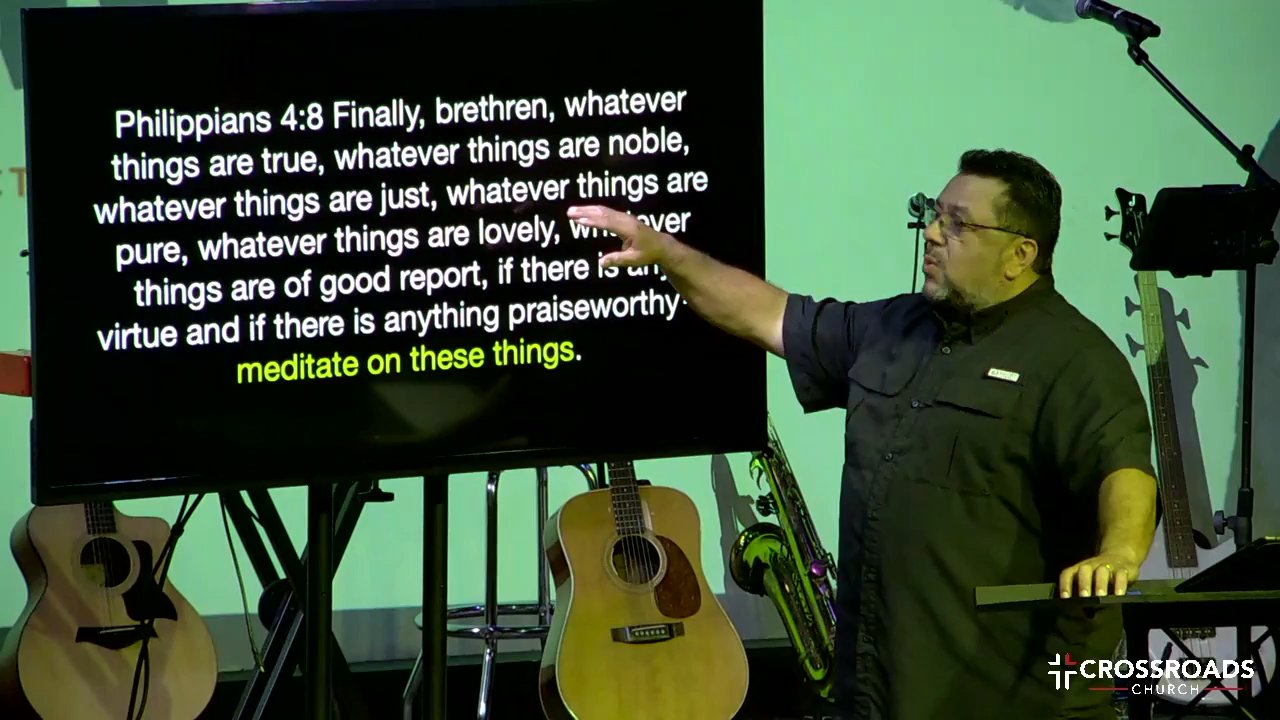 Philippians 4:8 Finally, brethren, whatever
things are true, whatever things are noble,
whatever things are just, whatever things are
pure, whatever things are lovely, whatever
things are of good report, if there is any
virtue and if there is anything praiseworthy-
meditate on these things.
CROSSROADS
CHURCH